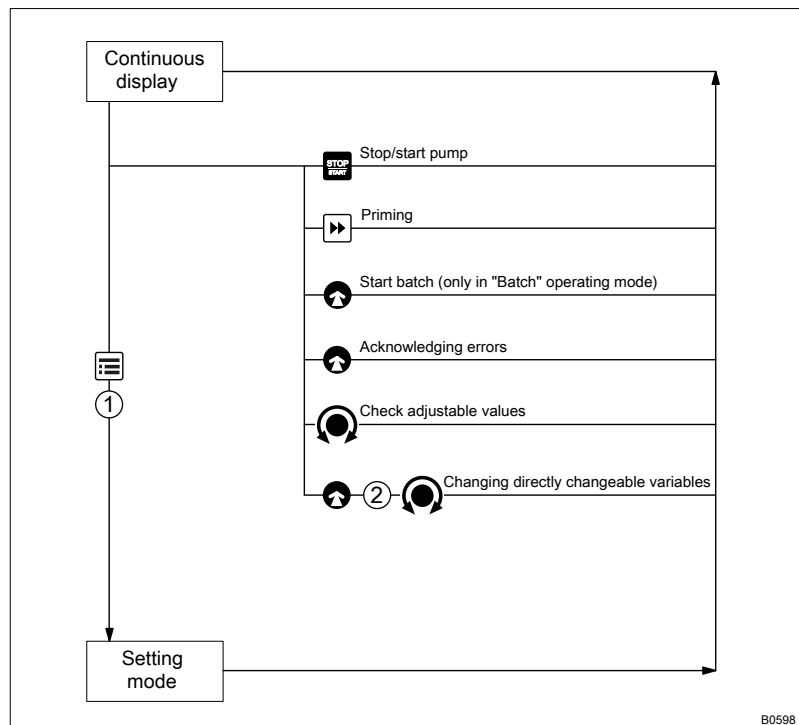 Continuous
display
STOP
START
Stop/start pump
Priming
Start batch (only in "Batch" operating mode)
Acknowledging errors
1
Check adjustable values
2
Changing directly changeable variables
Setting
mode
B0598